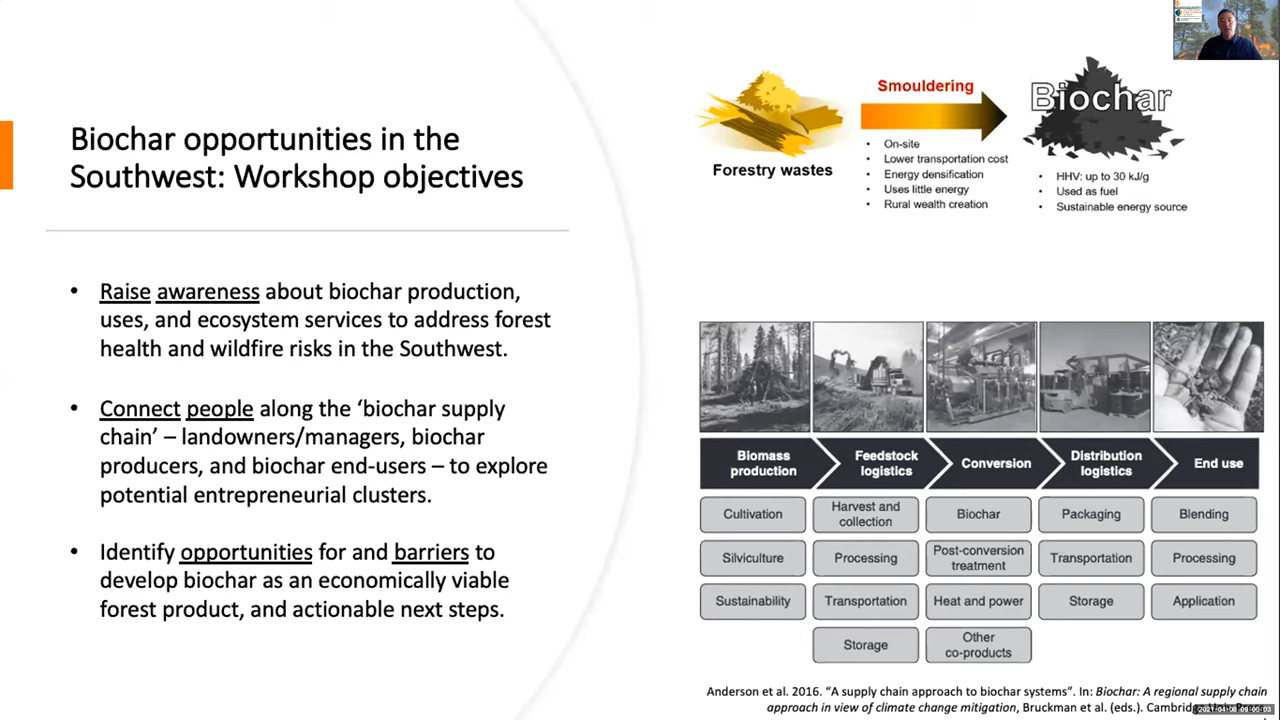 Biochar opportunities in the
Southwest: Workshop objectives
• Raise awareness about biochar production,
uses, and ecosystem services to address forest
health and wildfire risks in the Southwest.
• Connect people along the ‘biochar supply
chain’ – landowners/managers, biochar
producers, and biochar end-users – to explore
potential entrepreneurial clusters.
• Identify opportunities for and barriers to
develop biochar as an economically viable
forest product, and actionable next steps.
Forestry wastes
Smouldering
• On-site
• Lower transportation cost
• Energy densification
• Uses little energy
• Rural wealth creation
Biochar
• HHV: up to 30 kJ/g
• Used as fuel
• Sustainable energy source
Biomass
production
Feedstock
logistics
Conversion
Distribution
logistics
End use
Cultivation
Silviculture
Sustainability
Harvest and
collection
Processing
Transportation
Storage
Biochar
Post-conversion
treatment
Heat and power
Other
co-products
Packaging
Transportation
Storage
Blending
Processing
Application
Anderson et al. 2016. “A supply chain approach to biochar systems”. In: Biochar: A regional supply chain
approach in view of climate change mitigation, Bruckman et al. (eds.).